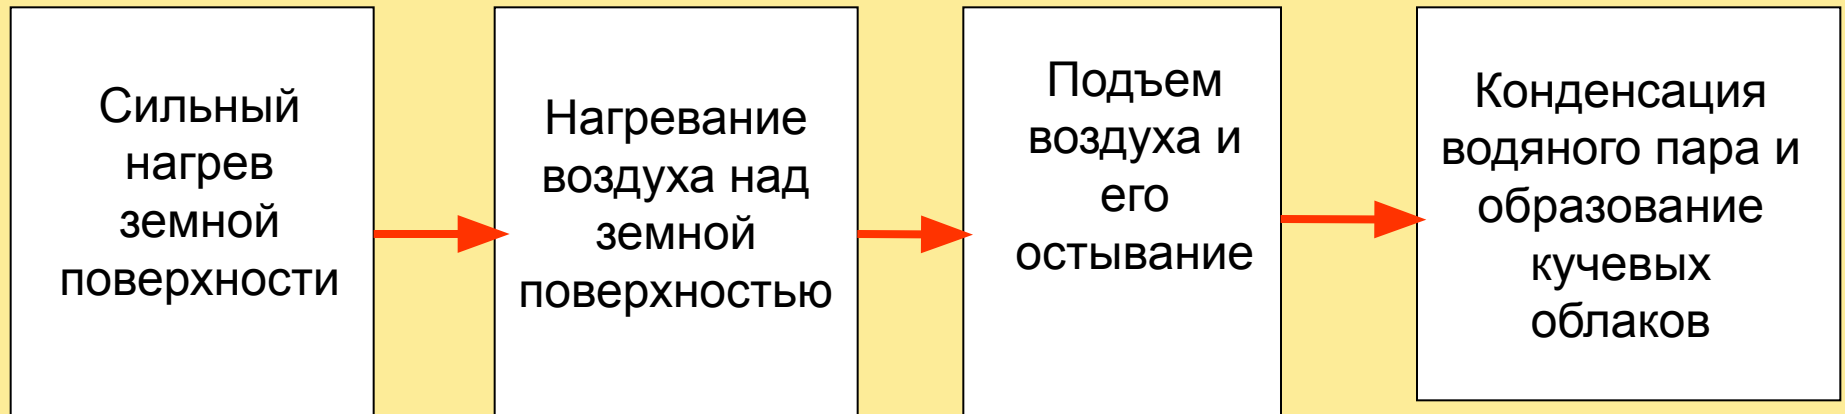 Сильный
нагрев
земной
поверхности
Нагревание
воздуха над
земной
поверхностью
Подъем
воздуха и
его
остывание
Конденсация
водяного пара и
образование
кучевых
облаков